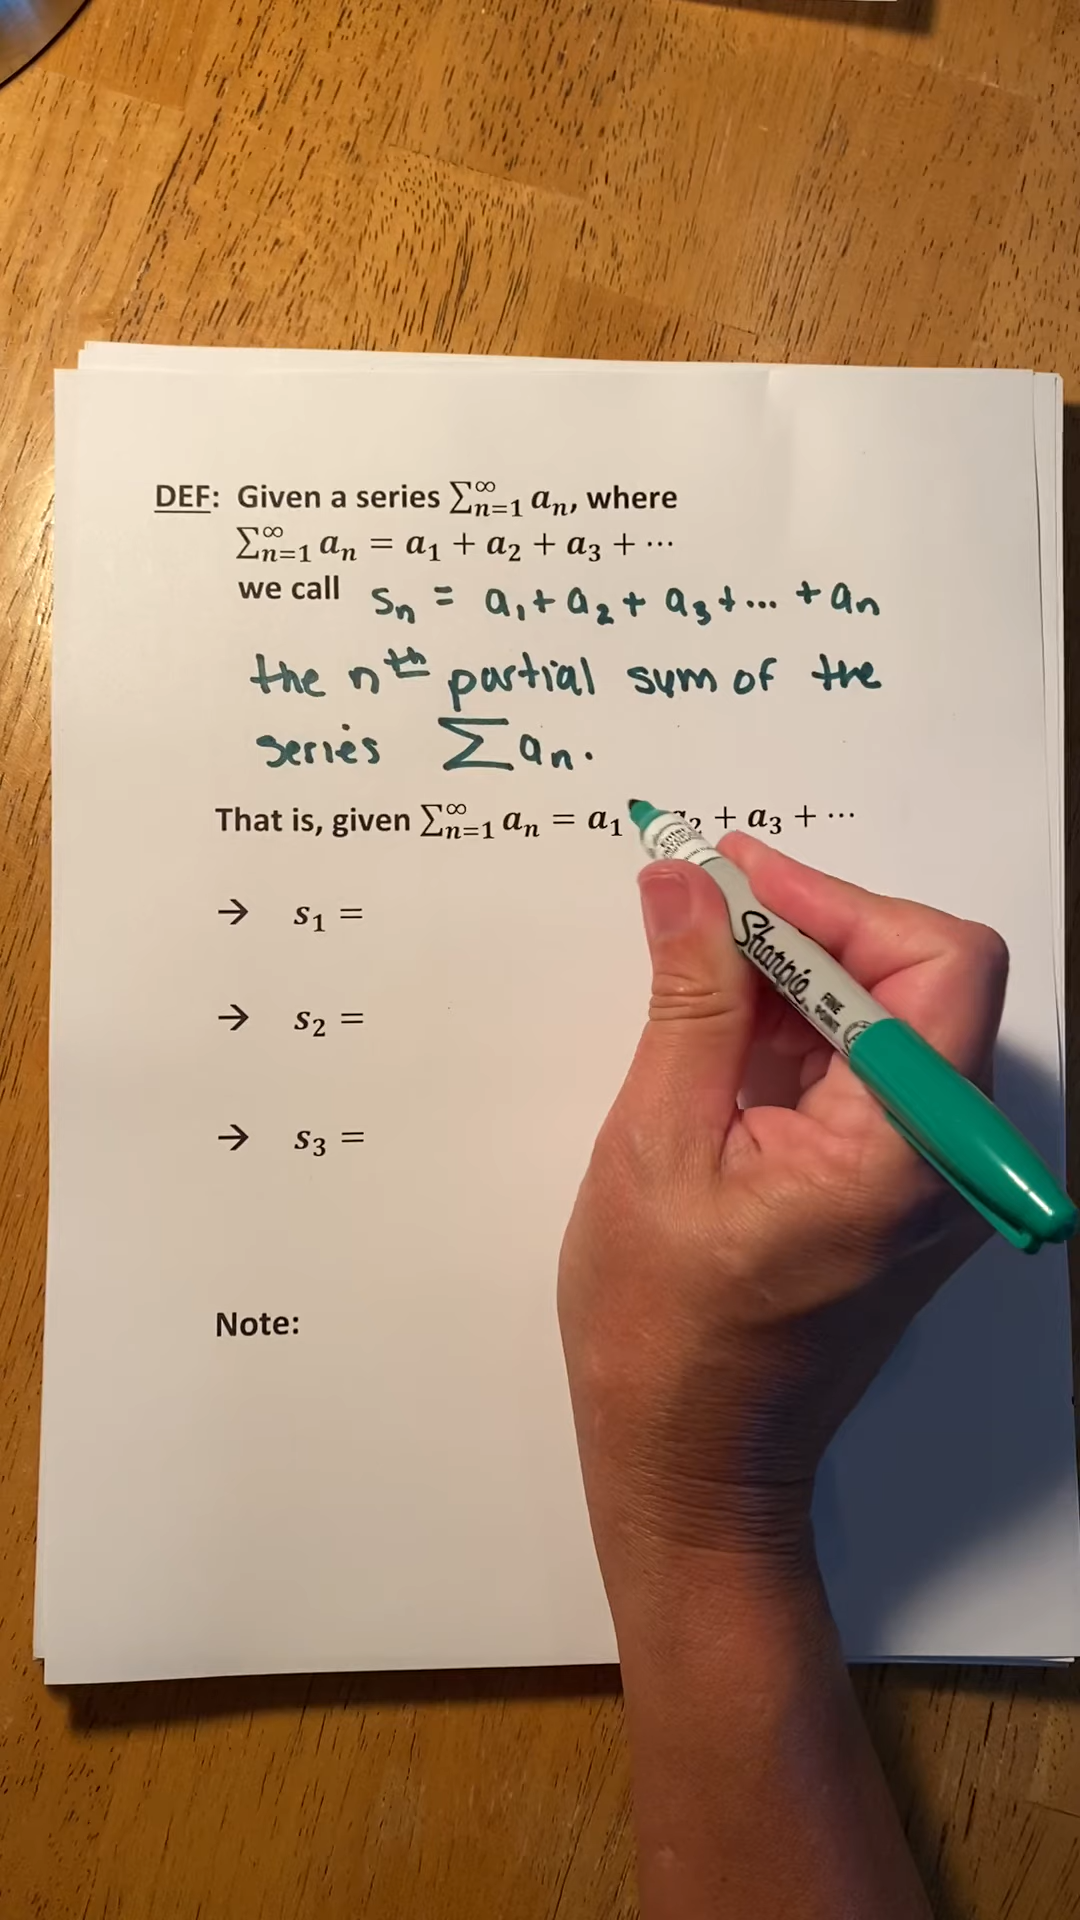 DEF: Given a series ∑_{n=1}^{∞} a_n, where
∑_{n=1}^{∞} a_n = a_1 + a_2 + a_3 + ⋯
we call s_n = a_1 + a_2 + a_3 + ... + a_n
the n^{th} partial sum of the
series ∑ a_n.
That is, given ∑_{n=1}^{∞} a_n = a_1 a_2 + a_3 + ⋯
→ s_1 =
→ s_2 =
→ s_3 =
Note:
Sharpie
FINE
POINT